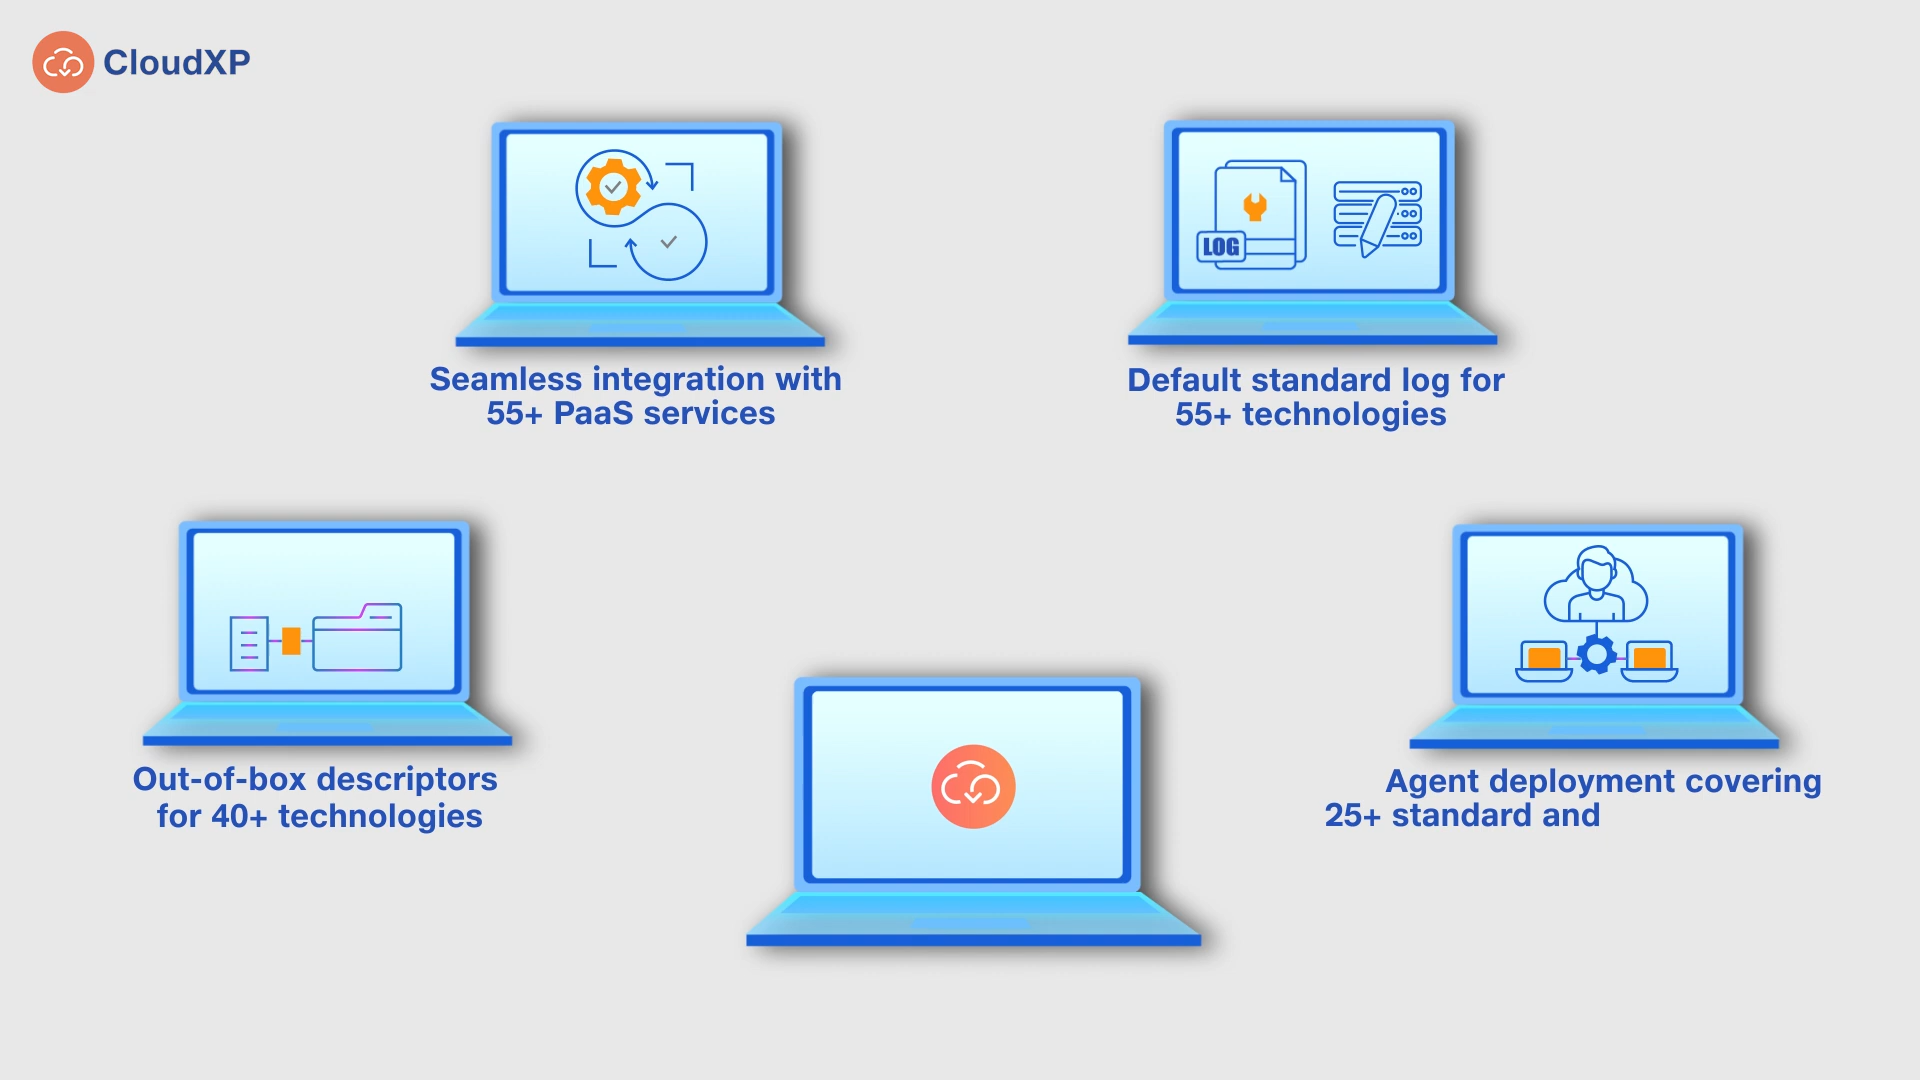 CloudXP
LOG
Seamless integration with
55+ PaaS services
Default standard log for
55+ technologies
Out-of-box descriptors
for 40+ technologies
Agent deployment covering
25+ standard and